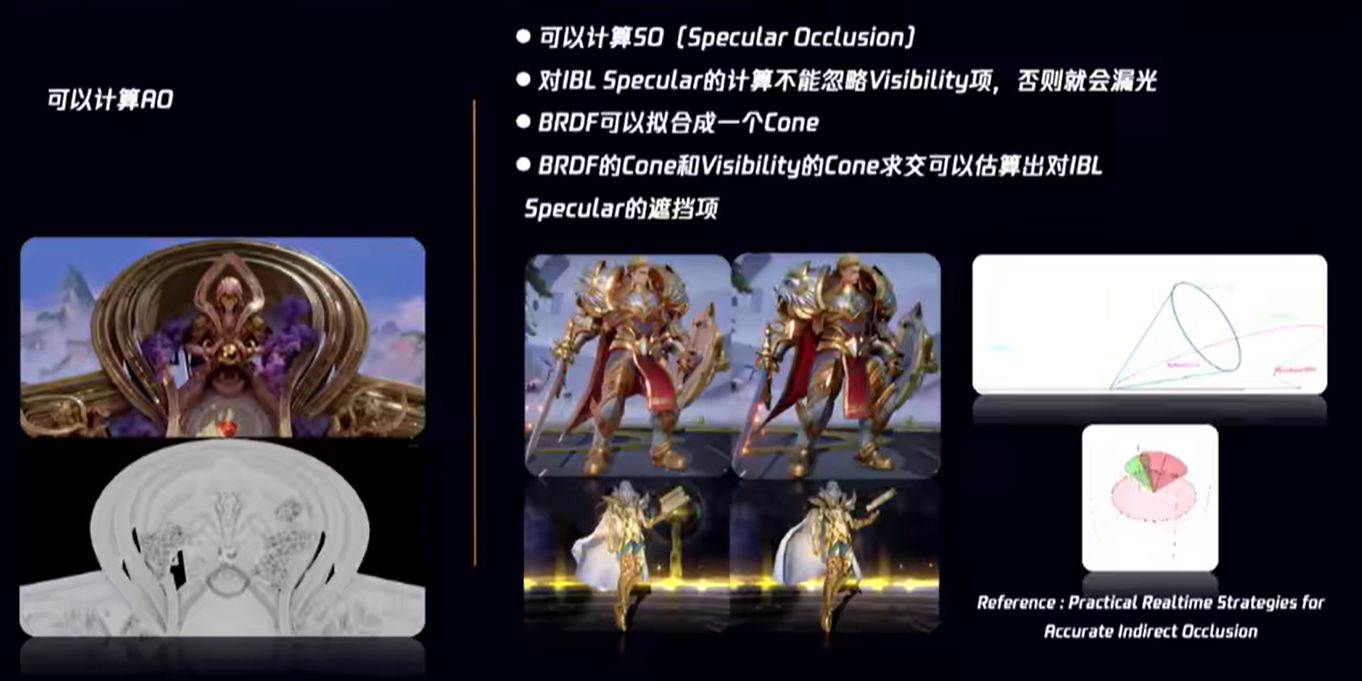 可以计算AO
● 可以计算SO（Specular Occlusion）
● 对IBL Specular的计算不能忽略Visibility项，否则就会漏光
● BRDF可以拟合成一个Cone
● BRDF的Cone和Visibility的Cone求交可以估算出对IBL
Specular的遮挡项
Reference : Practical Realtime Strategies for
Accurate Indirect Occlusion